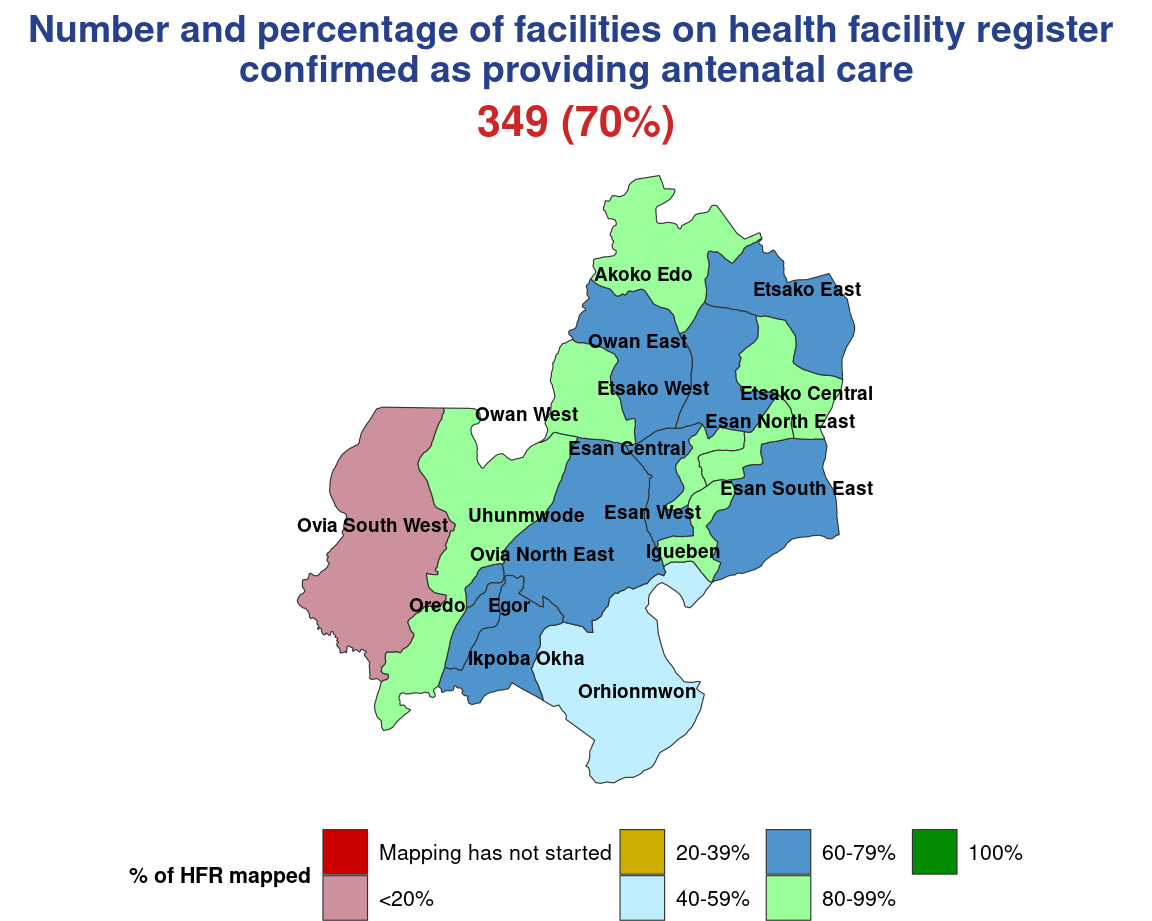 Number and percentage of facilities on health facility register
confirmed as providing antenatal care
349 (70%)
Akoko Edo
Etsako East
Owan East
Etsako West
Etsako Central
Owan West
Esan North East
Esan Central
Esan South East
Esan West
Uhunmwode
Ovia South West
Igueben
Ovia North East
Oredo
Egor
Ikpoba Okha
Orhionmwon
% of HFR mapped
Mapping has not started
<20%
20-39%
40-59%
60-79%
80-99%
100%